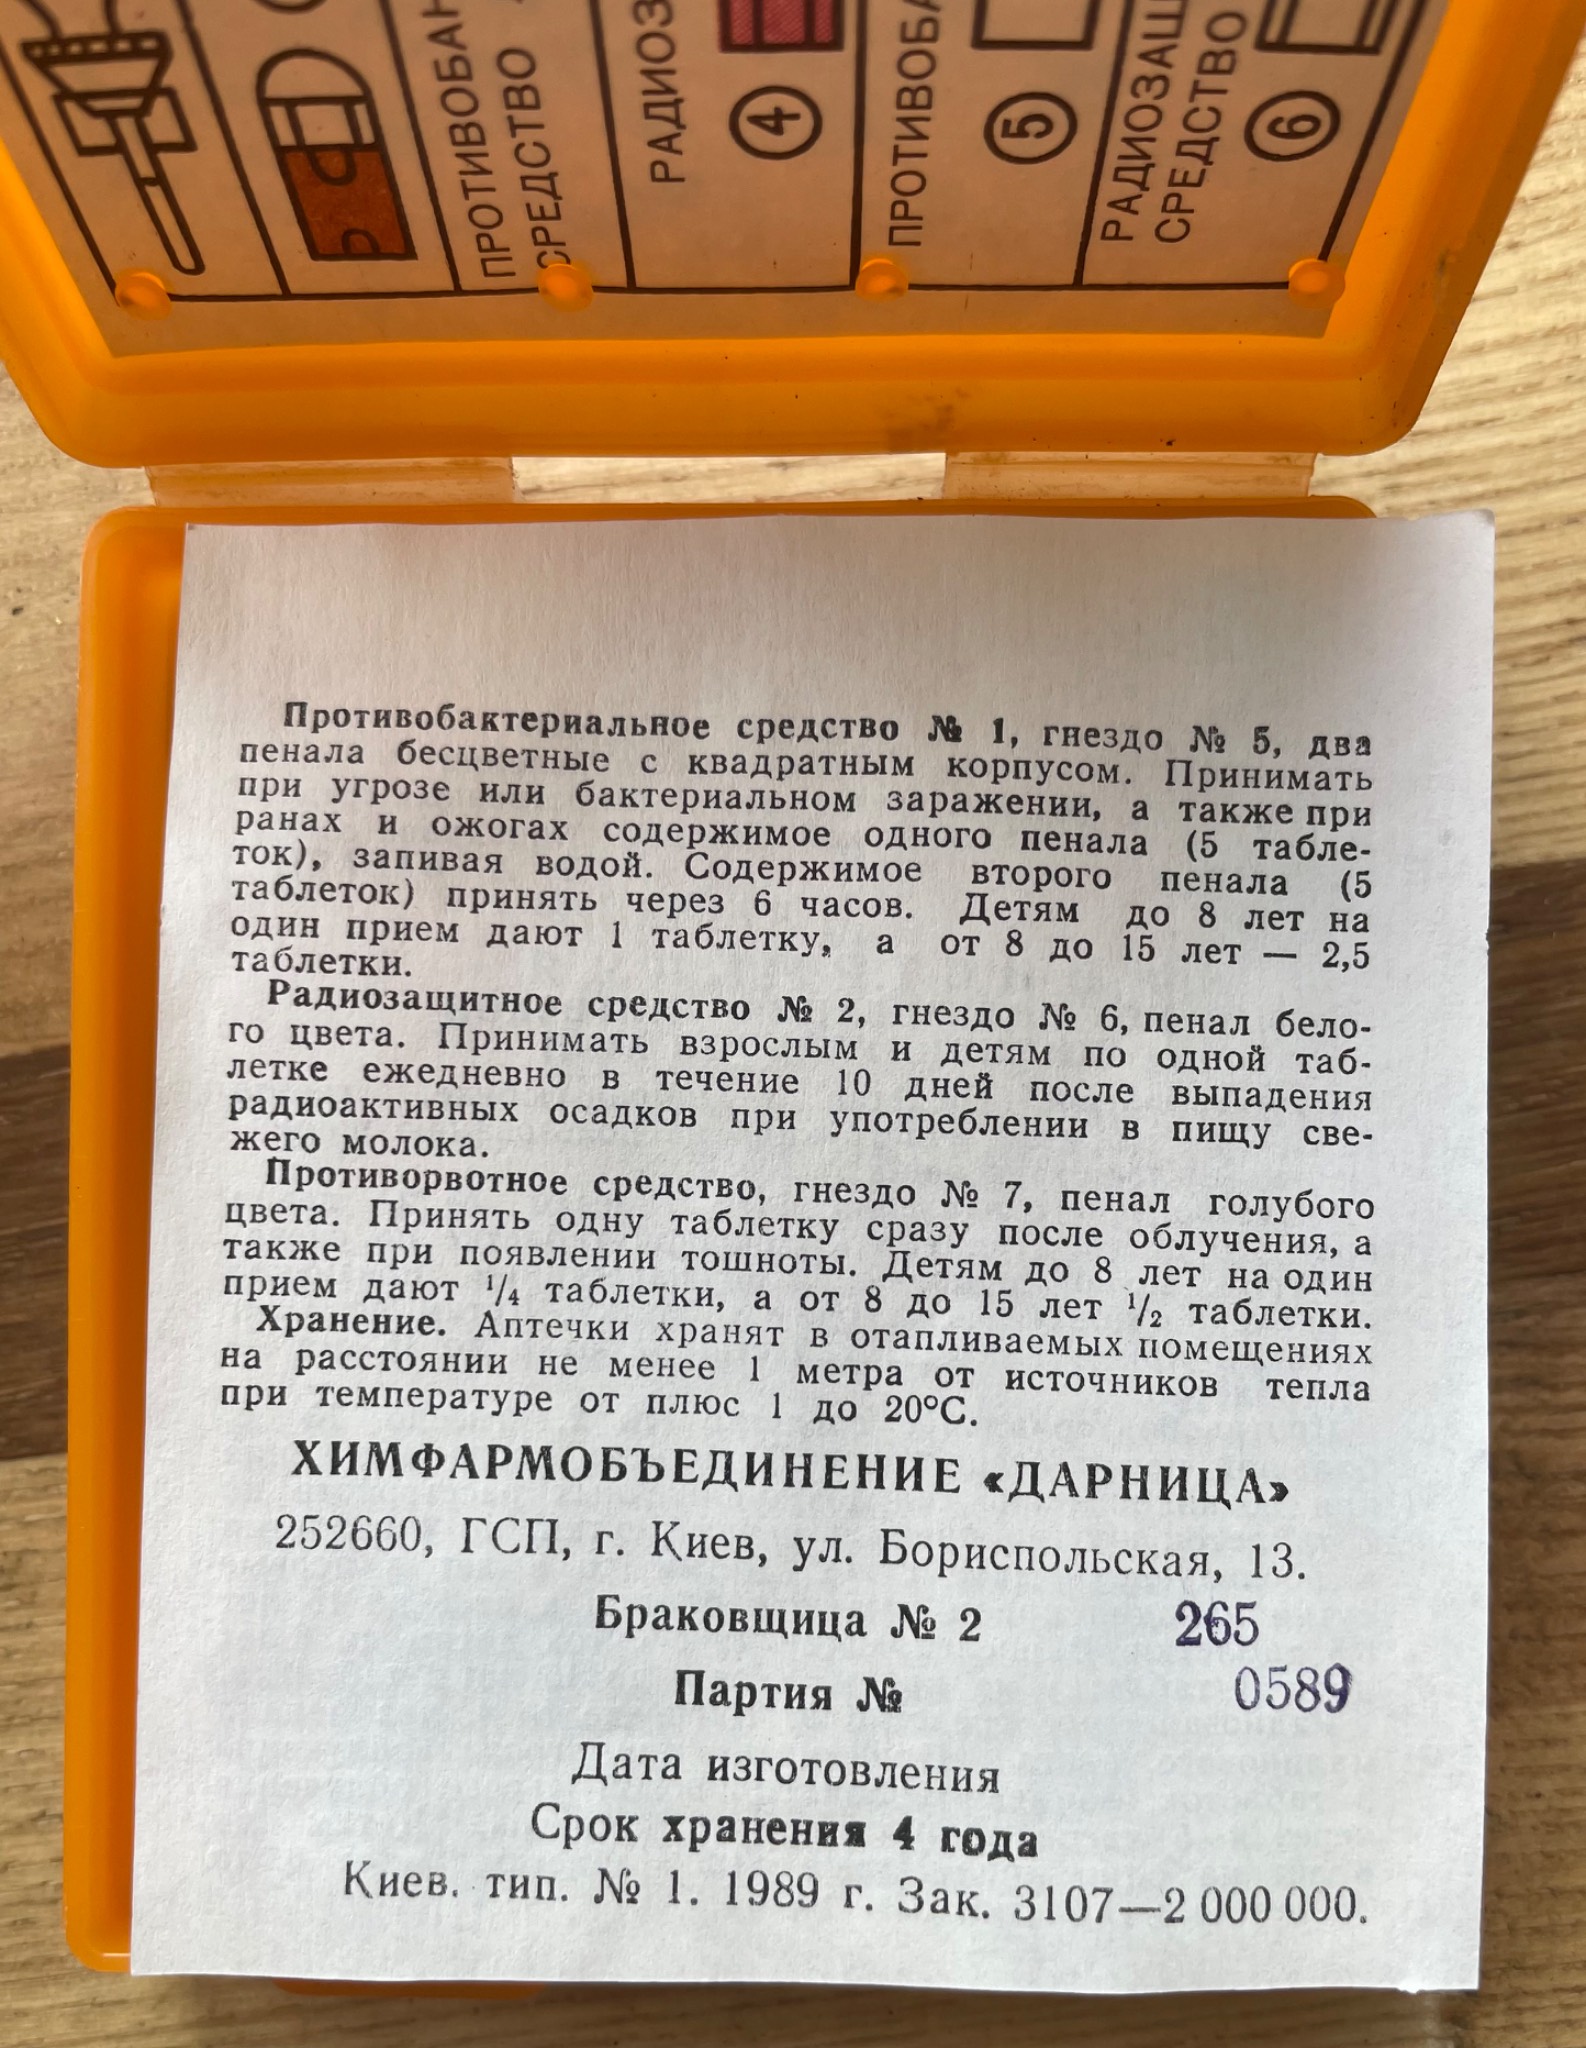 ПРОТИВОБАК
СРЕДСТВО
РАДИОЗ
4
ПРОТИВОБА
5
РАДИОЗАЩ
СРЕДСТВО
6
Противобактериальное средство № 1, гнездо № 5, два
пенала бесцветные с квадратным корпусом. Принимать
при угрозе или бактериальном заражении, а также при
ранах и ожогах содержимое одного пенала (5 табле-
ток), запивая водой. Содержимое второго пенала (5
таблеток) принять через 6 часов. Детям до 8 лет на
один прием дают 1 таблетку, а от 8 до 15 лет — 2,5
таблетки.
Радиозащитное средство № 2, гнездо № 6, пенал бело-
го цвета. Принимать взрослым и детям по одной таб-
летке ежедневно в течение 10 дней после выпадения
радиоактивных осадков при употреблении в пищу све-
жего молока.
Противорвотное средство, гнездо № 7, пенал голубого
цвета. Принять одну таблетку сразу после облучения, а
также при появлении тошноты. Детям до 8 лет на один
прием дают 1/4 таблетки, а от 8 до 15 лет 1/2 таблетки.
Хранение. Аптечки хранят в отапливаемых помещениях
на расстоянии не менее 1 метра от источников тепла
при температуре от плюс 1 до 20°С.
ХИМФАРМОБЪЕДИНЕНИЕ «ДАРНИЦА»
252660, ГСП, г. Киев, ул. Бориспольская, 13.
Браковщица № 2 265
Партия № 0589
Дата изготовления
Срок хранения 4 года
Киев. тип. № 1. 1989 г. Зак. 3107—2 000 000.